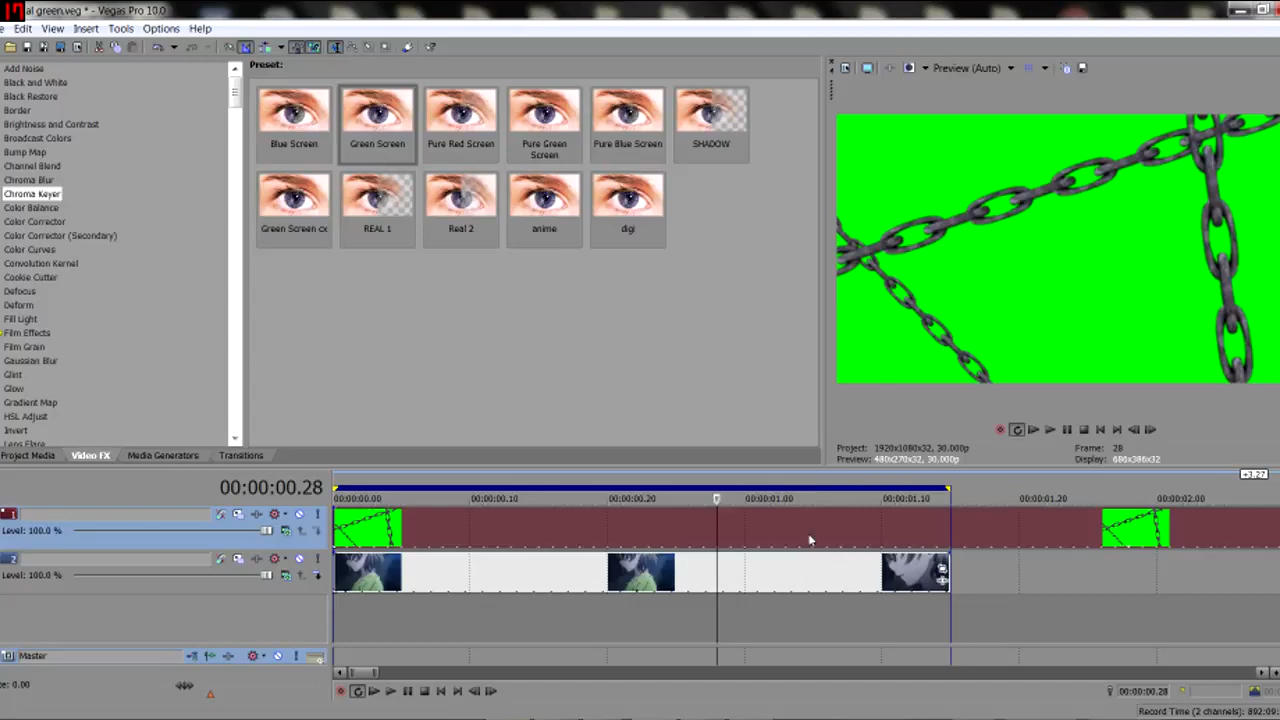 al green.veg * - Vegas Pro 10.0
Edit View Insert Tools Options Help
Add Noise
Black and White
Black Restore
Border
Brightness and Contrast
Broadcast Colors
Bump Map
Channel Blend
Chroma Blur
Chroma Keyer
Color Balance
Color Corrector
Color Corrector (Secondary)
Color Curves
Convolution Kernel
Cookie Cutter
Defocus
Deform
Fill Light
Film Effects
Film Grain
Gaussian Blur
Glint
Glow
Gradient Map
HSL Adjust
Invert
Lens Flare
Preset:
Blue Screen Green Screen Pure Red Screen Pure Green Screen Pure Blue Screen SHADOW
Green Screen cx REAL 1 Real 2 anime digi
Preview (Auto)
Project: 1920x1080x32, 30.000p Frame: 28
Preview: 480x270x32, 30.000p Display: 686x386x32
Project Media Video FX Media Generators Transitions
+3.27
00:00:00.28
00:00:00.00 00:00:00.10 00:00:00.20 00:00:01.00 00:00:01.10 00:00:01.20 00:00:02.00
1
Level: 100.0 %
2
Level: 100.0 %
Master
te: 0.00
00:00:00.28
Record Time (2 channels): 892:09: